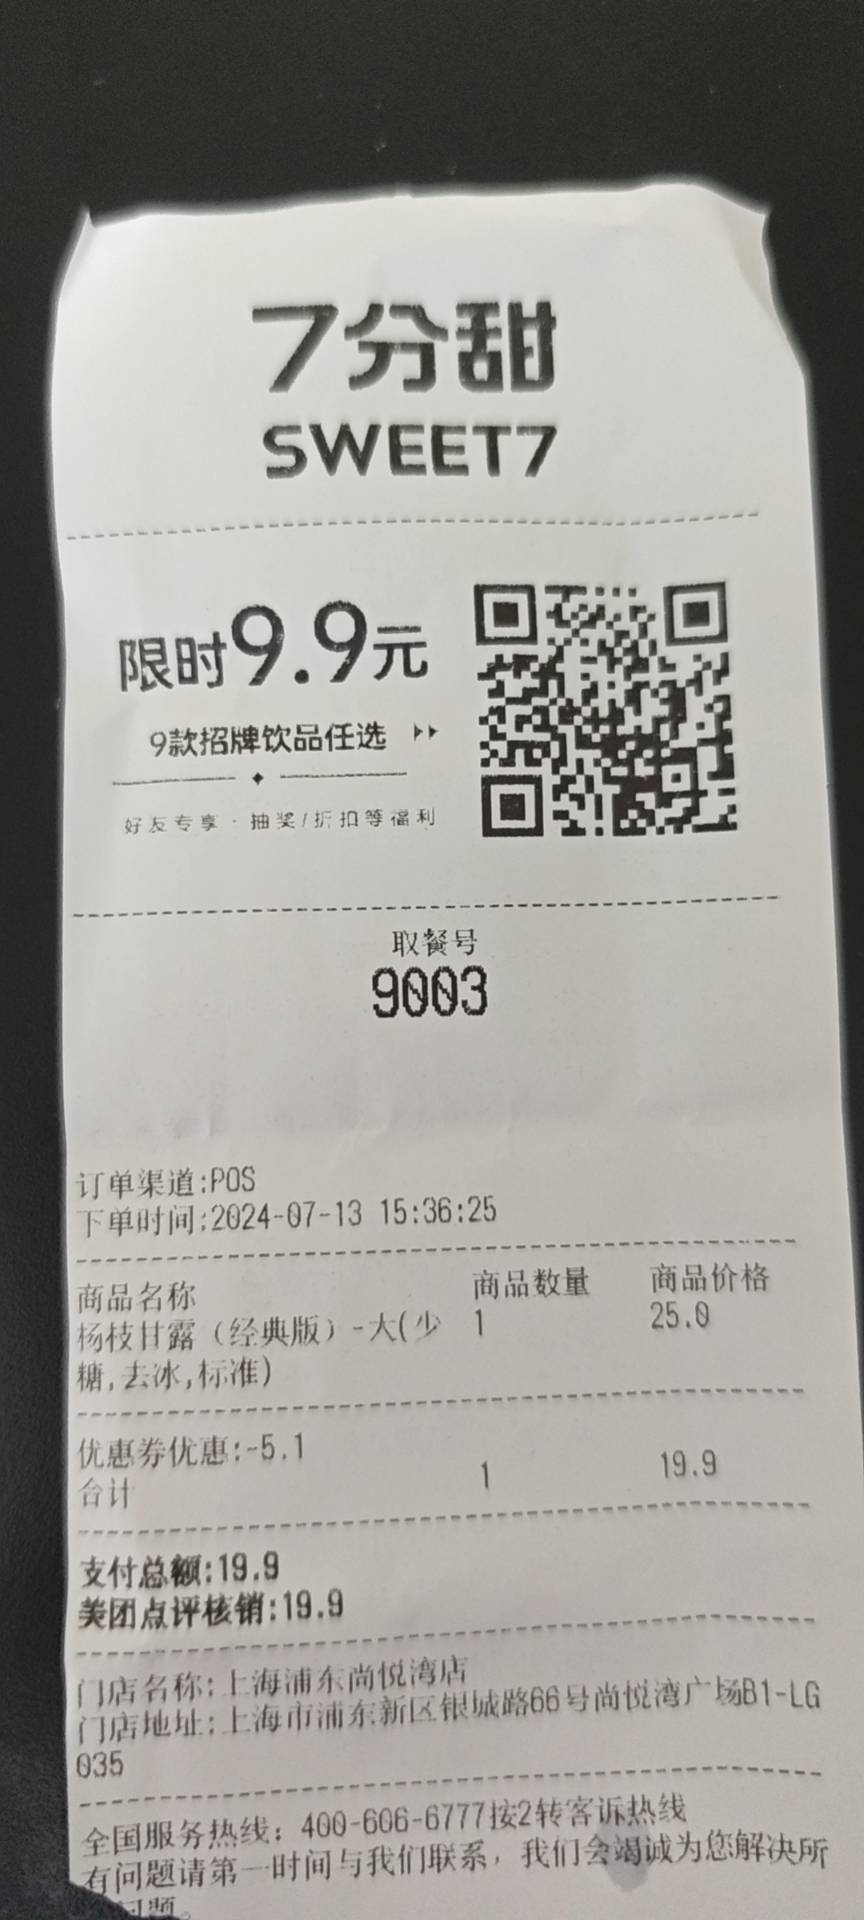 7分甜
SWEET7
限时9.9元
9款招牌饮品任选
好友专享·抽奖/折扣等福利
取餐号
9003
订单渠道:POS
下单时间:2024-07-13 15:36:25
商品名称 商品数量 商品价格
杨枝甘露（经典版）-大(少 1 25.0
糖,去冰,标准)
优惠券优惠:-5.1
合计 1 19.9
支付总额:19.9
美团点评核销:19.9
门店名称:上海浦东尚悦湾店
门店地址:上海市浦东新区银城路66号尚悦湾广场B1-LG
035
全国服务热线：400-606-6777按2转客诉热线
有问题请第一时间与我们联系，我们会竭诚为您解决所
问题。